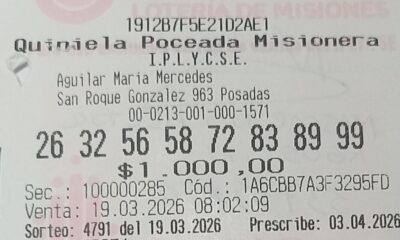 LOTERÍA DE MISIONES
1912B7F5E21D2AE1
Quiniela Poceada Misionera
I.P.L.Y.C.S.E.
Aguilar Maria Mercedes
San Roque Gonzalez 963 Posadas
00-0213-001-000-1571
26 32 56 58 72 83 89 99
$1.000,00
Sec.: 100000285 Cód.: 1A6CBB7A3F3295FD
Venta: 19.03.2026 08:02:09
Sorteo: 4791 del 19.03.2026 Prescribe: 03.04.2026